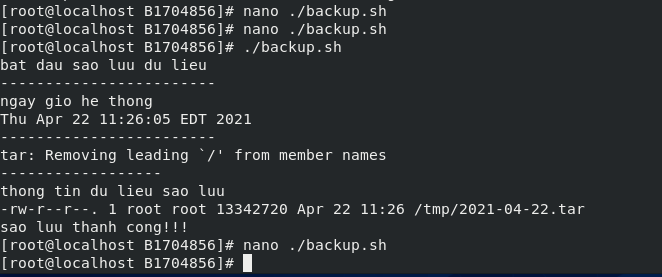 [root@localhost B1704856]# nano ./backup.sh
[root@localhost B1704856]# nano ./backup.sh
[root@localhost B1704856]# ./backup.sh
bat dau sao luu du lieu
------------------------
ngay gio he thong
Thu Apr 22 11:26:05 EDT 2021
------------------------
tar: Removing leading `/' from member names
------------------
thong tin du lieu sao luu
-rw-r--r--. 1 root root 13342720 Apr 22 11:26 /tmp/2021-04-22.tar
sao luu thanh cong!!!
[root@localhost B1704856]# nano ./backup.sh
[root@localhost B1704856]#